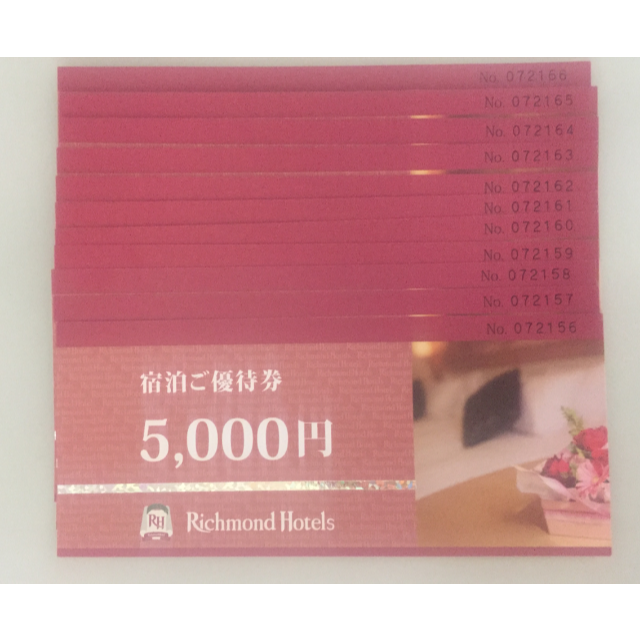 No. 072166
No. 072165
No. 072164
No. 072163
No. 072162
No. 072161
No. 072160
No. 072159
No. 072158
No. 072157
No. 072156
宿泊ご優待券
5,000円
RH
Richmond Hotels